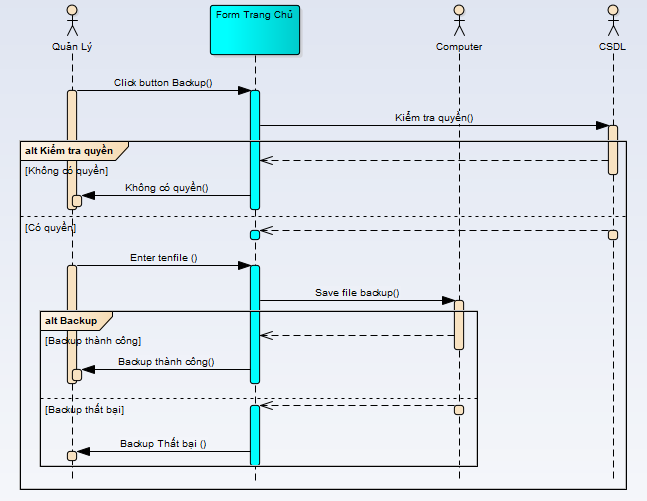 Quản Lý
Form Trang Chủ
Computer
CSDL
Click button Backup()
Kiểm tra quyền()
alt Kiểm tra quyền
[Không có quyền]
Không có quyền()
[Có quyền]
Enter tenfile ()
Save file backup()
alt Backup
[Backup thành công]
Backup thành công()
[Backup thất bại]
Backup Thất bại ()